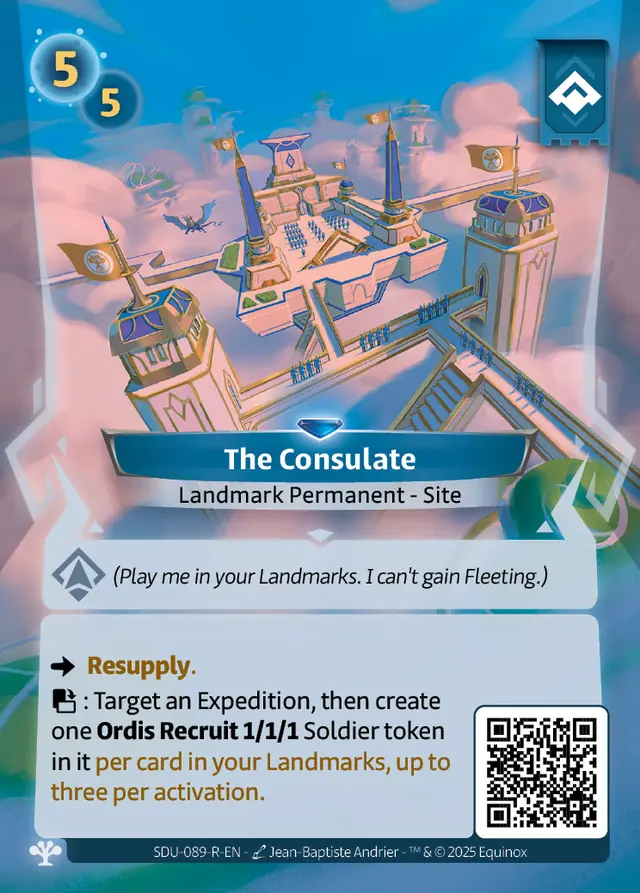 5
5
The Consulate
Landmark Permanent - Site
(Play me in your Landmarks. I can't gain Fleeting.)
Resupply.
: Target an Expedition, then create
one Ordis Recruit 1/1/1 Soldier token
in it per card in your Landmarks, up to
three per activation.
SDU-089-R-EN - Jean-Baptiste Andrier - ™ & © 2025 Equinox